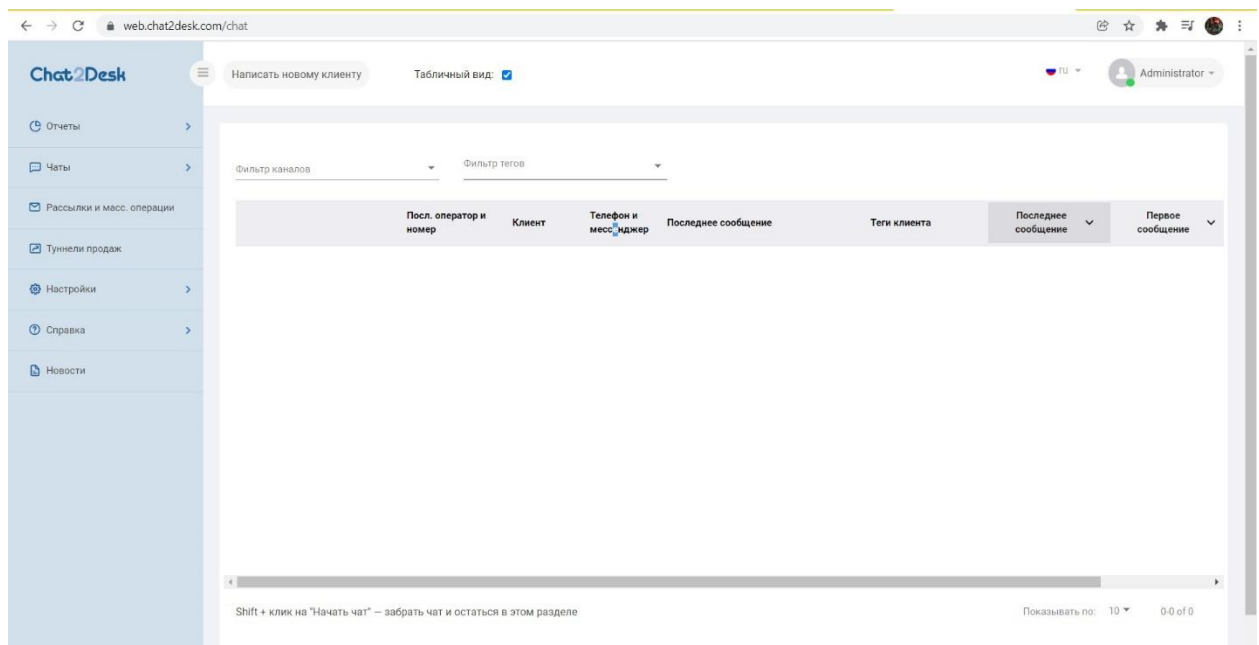 web.chat2desk.com/chat
Chat2Desk
Написать новому клиенту
Табличный вид:
ru
Administrator
Отчеты
Чаты
Рассылки и масс. операции
Туннели продаж
Настройки
Справка
Новости
Фильтр каналов
Фильтр тегов
Посл. оператор и
номер
Клиент
Телефон и
мессенджер
Последнее сообщение
Теги клиента
Последнее
сообщение
Первое
сообщение
Shift + клик на "Начать чат" — забрать чат и остаться в этом разделе
Показывать по:
10
0-0 of 0